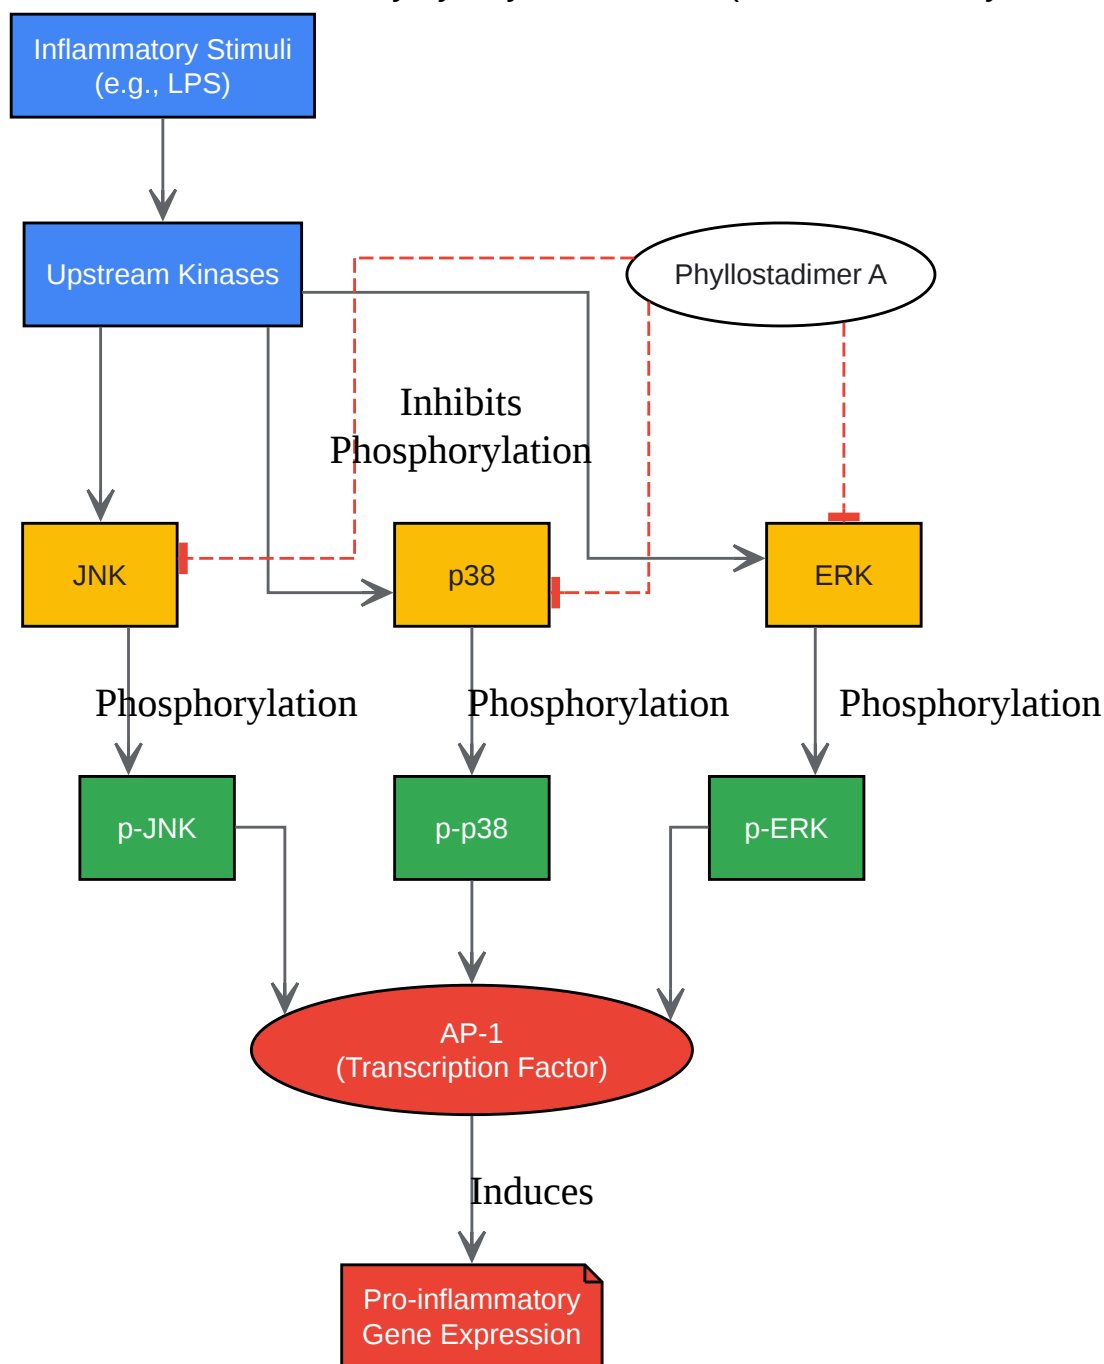 Inflammatory Stimuli
(e.g., LPS)
Upstream Kinases
Phyllostadimer A
Inhibits
Phosphorylation
JNK
p38
ERK
Phosphorylation
Phosphorylation
Phosphorylation
p-JNK
p-p38
p-ERK
AP-1
(Transcription Factor)
Induces
Pro-inflammatory
Gene Expression